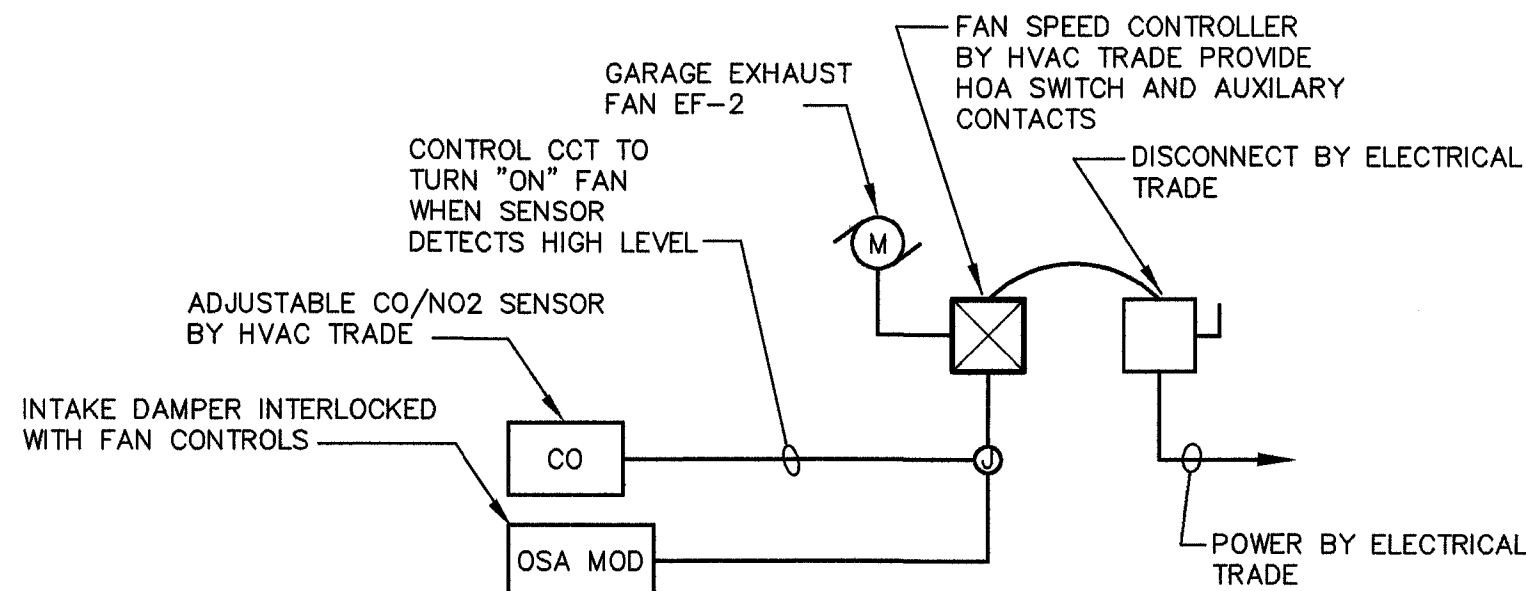 FAN SPEED CONTROLLER
BY HVAC TRADE PROVIDE
HOA SWITCH AND AUXILARY
CONTACTS
GARAGE EXHAUST
FAN EF-2
DISCONNECT BY ELECTRICAL
TRADE
CONTROL CCT TO
TURN "ON" FAN
WHEN SENSOR
DETECTS HIGH LEVEL
M
ADJUSTABLE CO/NO2 SENSOR
BY HVAC TRADE
INTAKE DAMPER INTERLOCKED
WITH FAN CONTROLS
CO
J
OSA MOD
POWER BY ELECTRICAL
TRADE